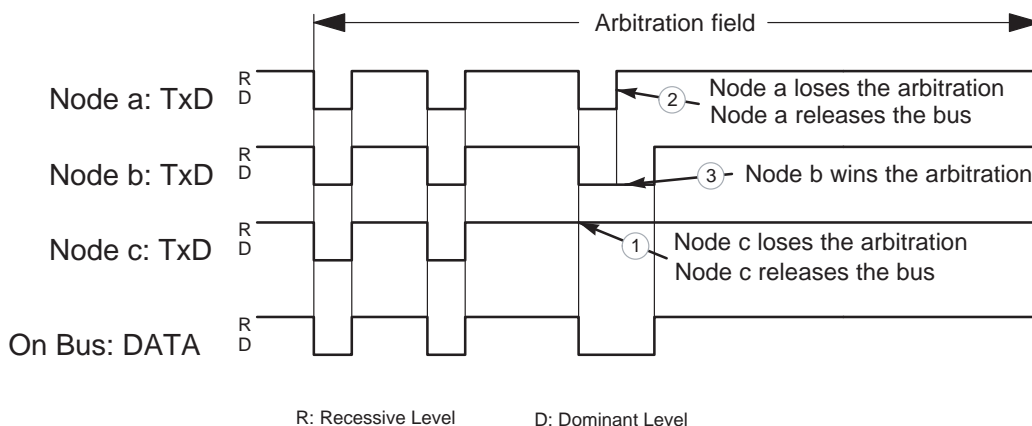 Arbitration field
R
D
Node a: TxD
2
Node a loses the arbitration
Node a releases the bus
R
D
Node b: TxD
3
Node b wins the arbitration
R
D
Node c: TxD
1
Node c loses the arbitration
Node c releases the bus
R
D
On Bus: DATA
R: Recessive Level
D: Dominant Level